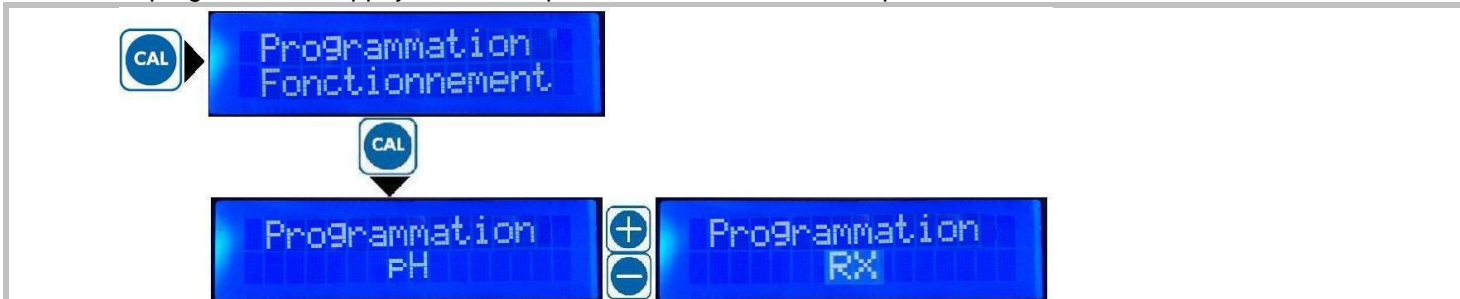 CAL
Programmation
Fonctionnement
CAL
Programmation
pH
+
-
Programmation
RX